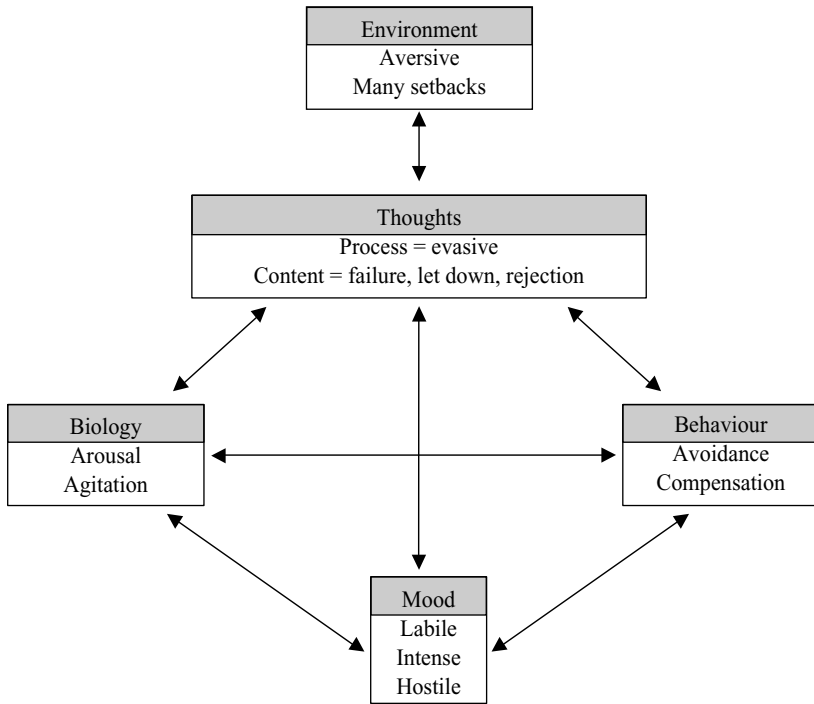 Environment
Aversive
Many setbacks
Thoughts
Process = evasive
Content = failure, let down, rejection
Biology
Arousal
Agitation
Behaviour
Avoidance
Compensation
Mood
Labile
Intense
Hostile